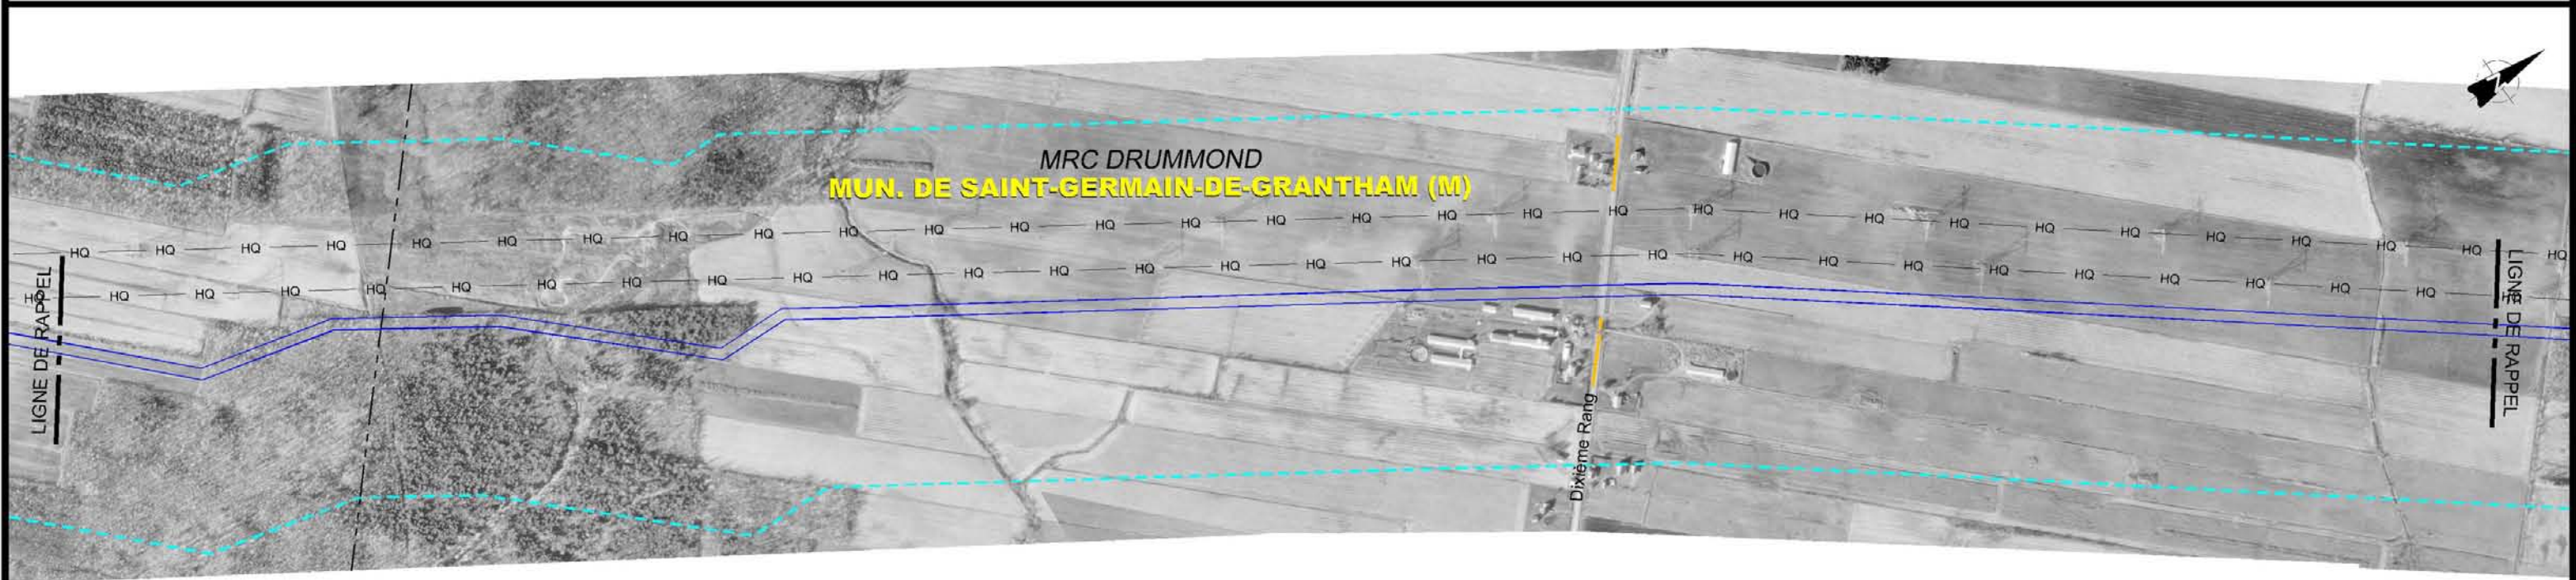 MRC DRUMMOND
MUN. DE SAINT-GERMAIN-DE-GRANTHAM (M)
HQ HQ HQ HQ HQ HQ HQ HQ HQ HQ HQ HQ HQ HQ HQ HQ HQ HQ HQ HQ HQ HQ HQ HQ HQ HQ HQ HQ HQ HQ
HQ HQ HQ HQ HQ HQ HQ HQ HQ HQ HQ HQ HQ HQ HQ HQ HQ HQ HQ HQ HQ HQ HQ HQ HQ HQ HQ HQ HQ HQ
LIGNE DE RAPPEL
Dixième Rang
LIGNE DE RAPPEL